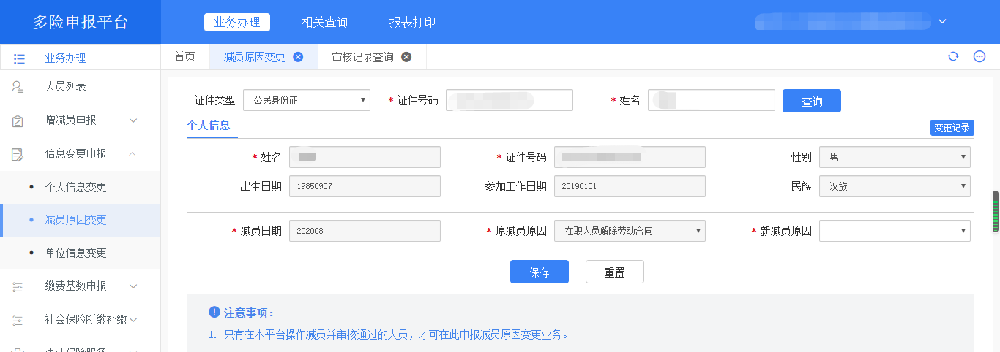 多险申报平台
业务办理 相关查询 报表打印
业务办理
首页 减员原因变更 审核记录查询
人员列表
增减员申报
信息变更申报
个人信息变更
减员原因变更
单位信息变更
缴费基数申报
社会保险断缴补缴
失业保险服务
证件类型 公民身份证 * 证件号码 * 姓名 查询
个人信息 变更记录
* 姓名 * 证件号码 性别 男
出生日期 19850907 参加工作日期 20190101 民族 汉族
* 减员日期 202008 * 原减员原因 在职人员解除劳动合同 * 新减员原因
保存 重置
注意事项：
1. 只有在本平台操作减员并审核通过的人员，才可在此申报减员原因变更业务。